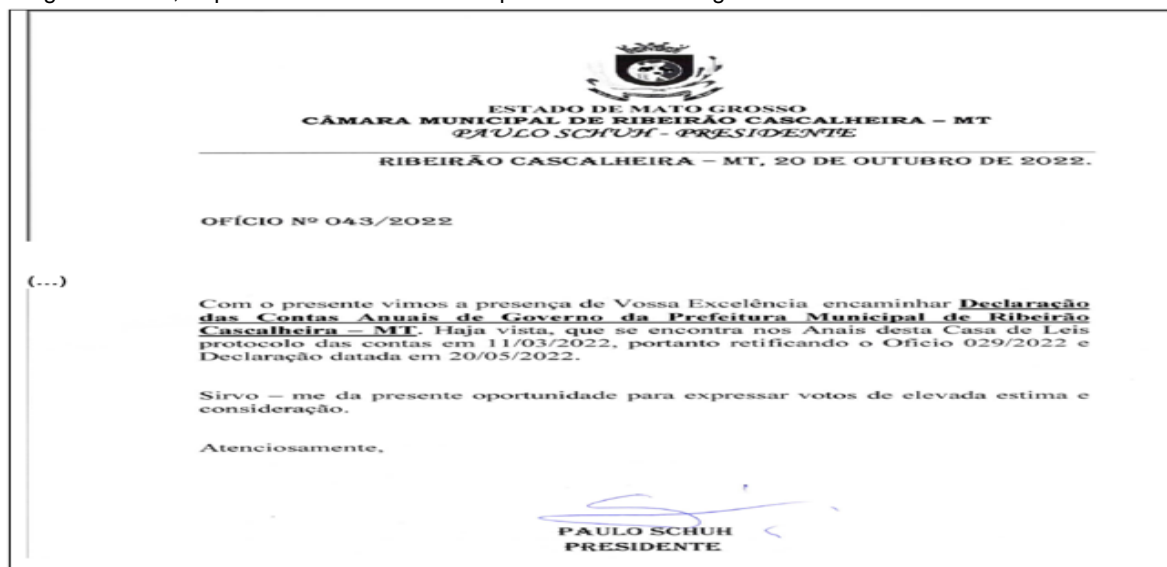 ESTADO DE MATO GROSSO
CÂMARA MUNICIPAL DE RIBEIRÃO CASCALHEIRA – MT
PAULO SCHUH - PRESIDENTE
RIBEIRÃO CASCALHEIRA – MT, 20 DE OUTUBRO DE 2022.
OFÍCIO Nº 043/2022
(...)
Com o presente vimos a presença de Vossa Excelência encaminhar Declaração
das Contas Anuais de Governo da Prefeitura Municipal de Ribeirão
Cascalheira – MT. Haja vista, que se encontra nos Anais desta Casa de Leis
protocolo das contas em 11/03/2022, portanto retificando o Oficio 029/2022 e
Declaração datada em 20/05/2022.
Sirvo – me da presente oportunidade para expressar votos de elevada estima e
consideração.
Atenciosamente,
PAULO SCHUH
PRESIDENTE